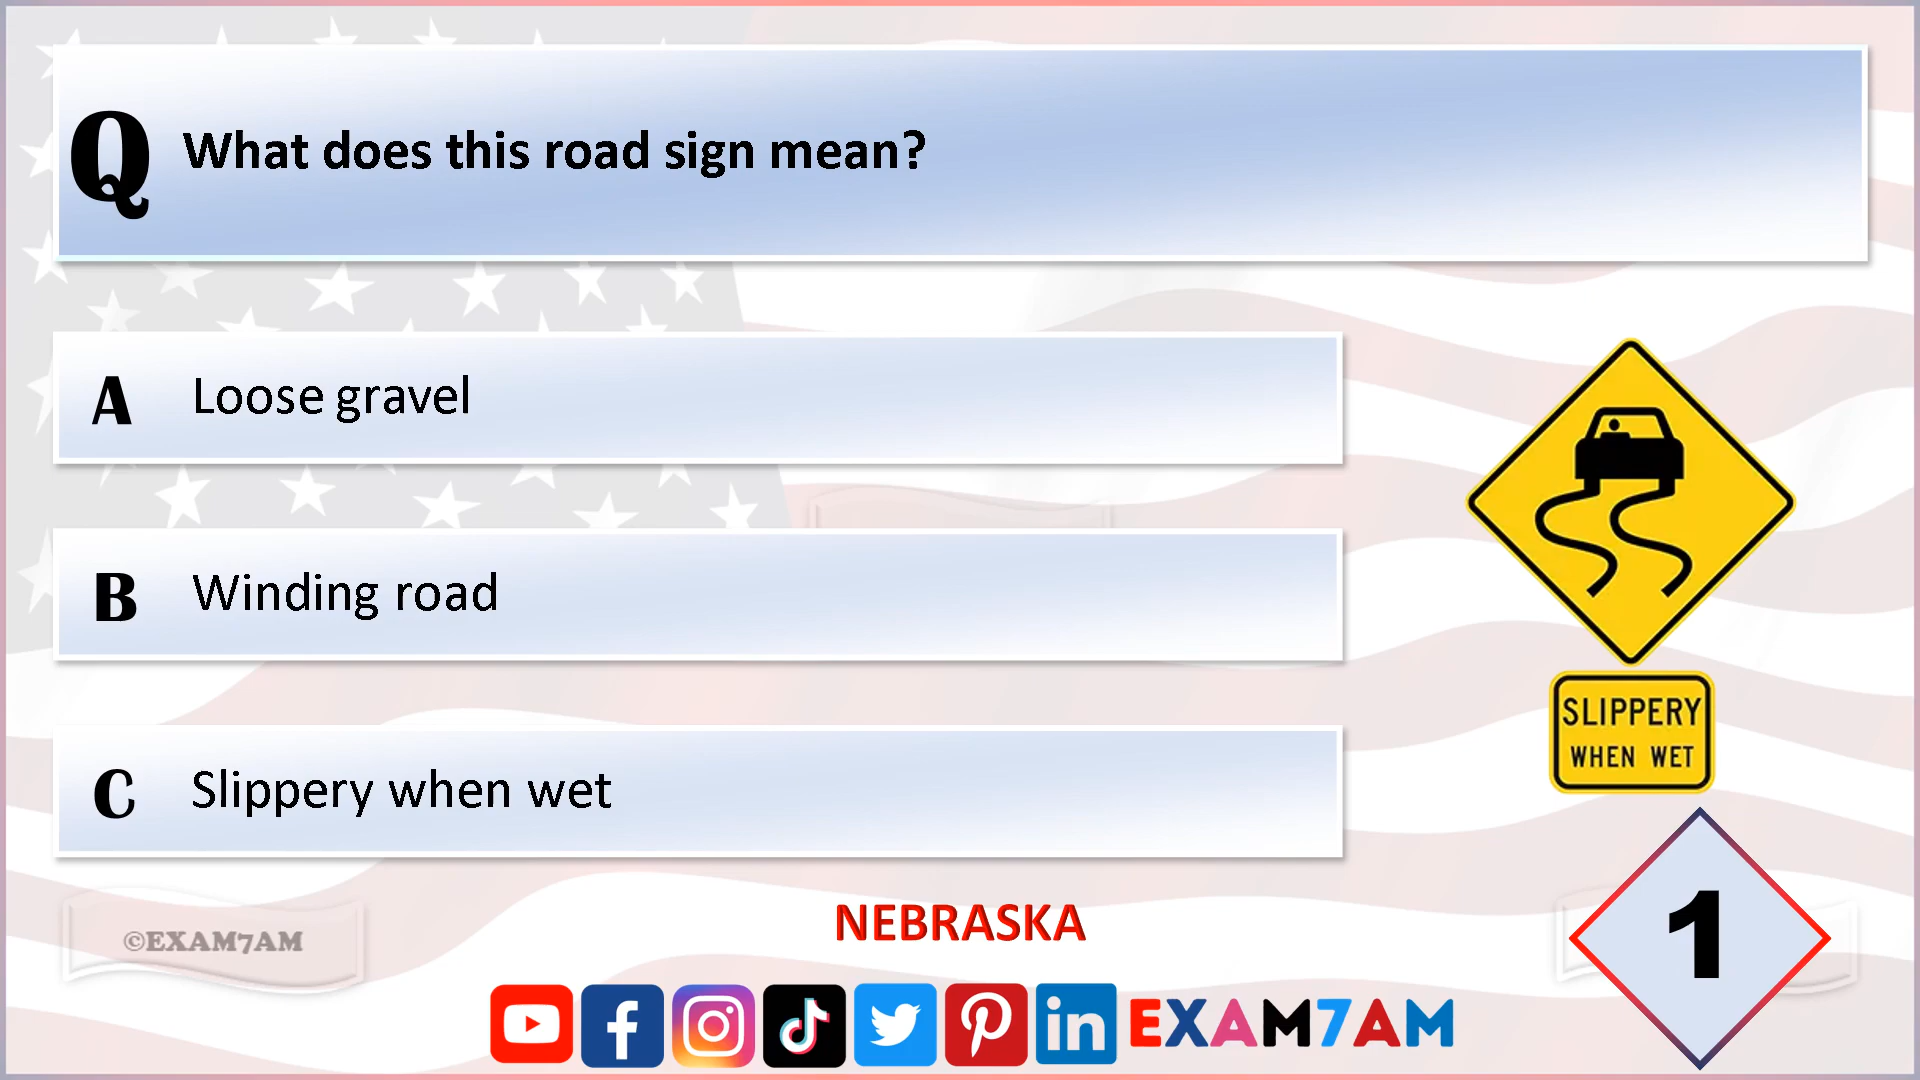 Q What does this road sign mean?
A Loose gravel
B Winding road
C Slippery when wet
SLIPPERY
WHEN WET
1
NEBRASKA
©EXAM7AM
in EXAM7AM